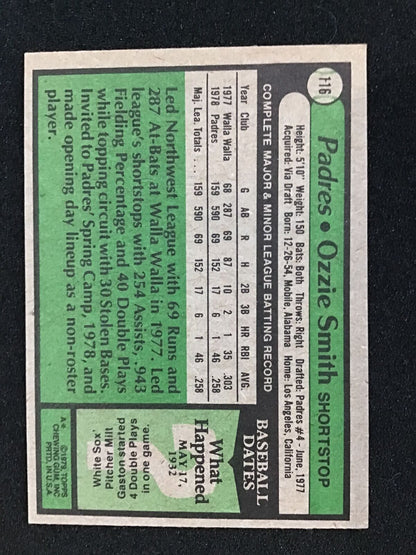 116
Padres • Ozzie Smith SHORTSTOP
Height: 5'10" Weight: 150 Bats: Both Throws: Right Drafted: Padres #4 - June, 1977
Acquired: Via Draft Born: 12-26-54, Mobile, Alabama Home: Los Angeles, California
COMPLETE MAJOR & MINOR LEAGUE BATTING RECORD
Year Club G AB R H 2B 3B HR RBI AVG.
1977 Walla Walla 68 287 69 87 10 2 1 35 .303
1978 Padres 159 590 69 152 17 6 1 46 .258
Maj. Lea. Totals 159 590 69 152 17 6 1 46 .258
Led Northwest League with 69 Runs and
287 At-Bats at Walla Walla in 1977. Led
league's shortstops with 254 Assists, .943
Fielding Percentage and 40 Double Plays
while topping circuit with 30 Stolen Bases.
Invited to Padres' Spring Camp, 1978, and
made opening day lineup as a non-roster
player.
BASEBALL
DATES
What
Happened
MAY 17,
1932
White Sox'
Pitcher Milt
Gaston started
4 Double Plays
in one game.
A* ©1979 TOPPS
CHEWING GUM, INC
PRTD. IN U.S.A.